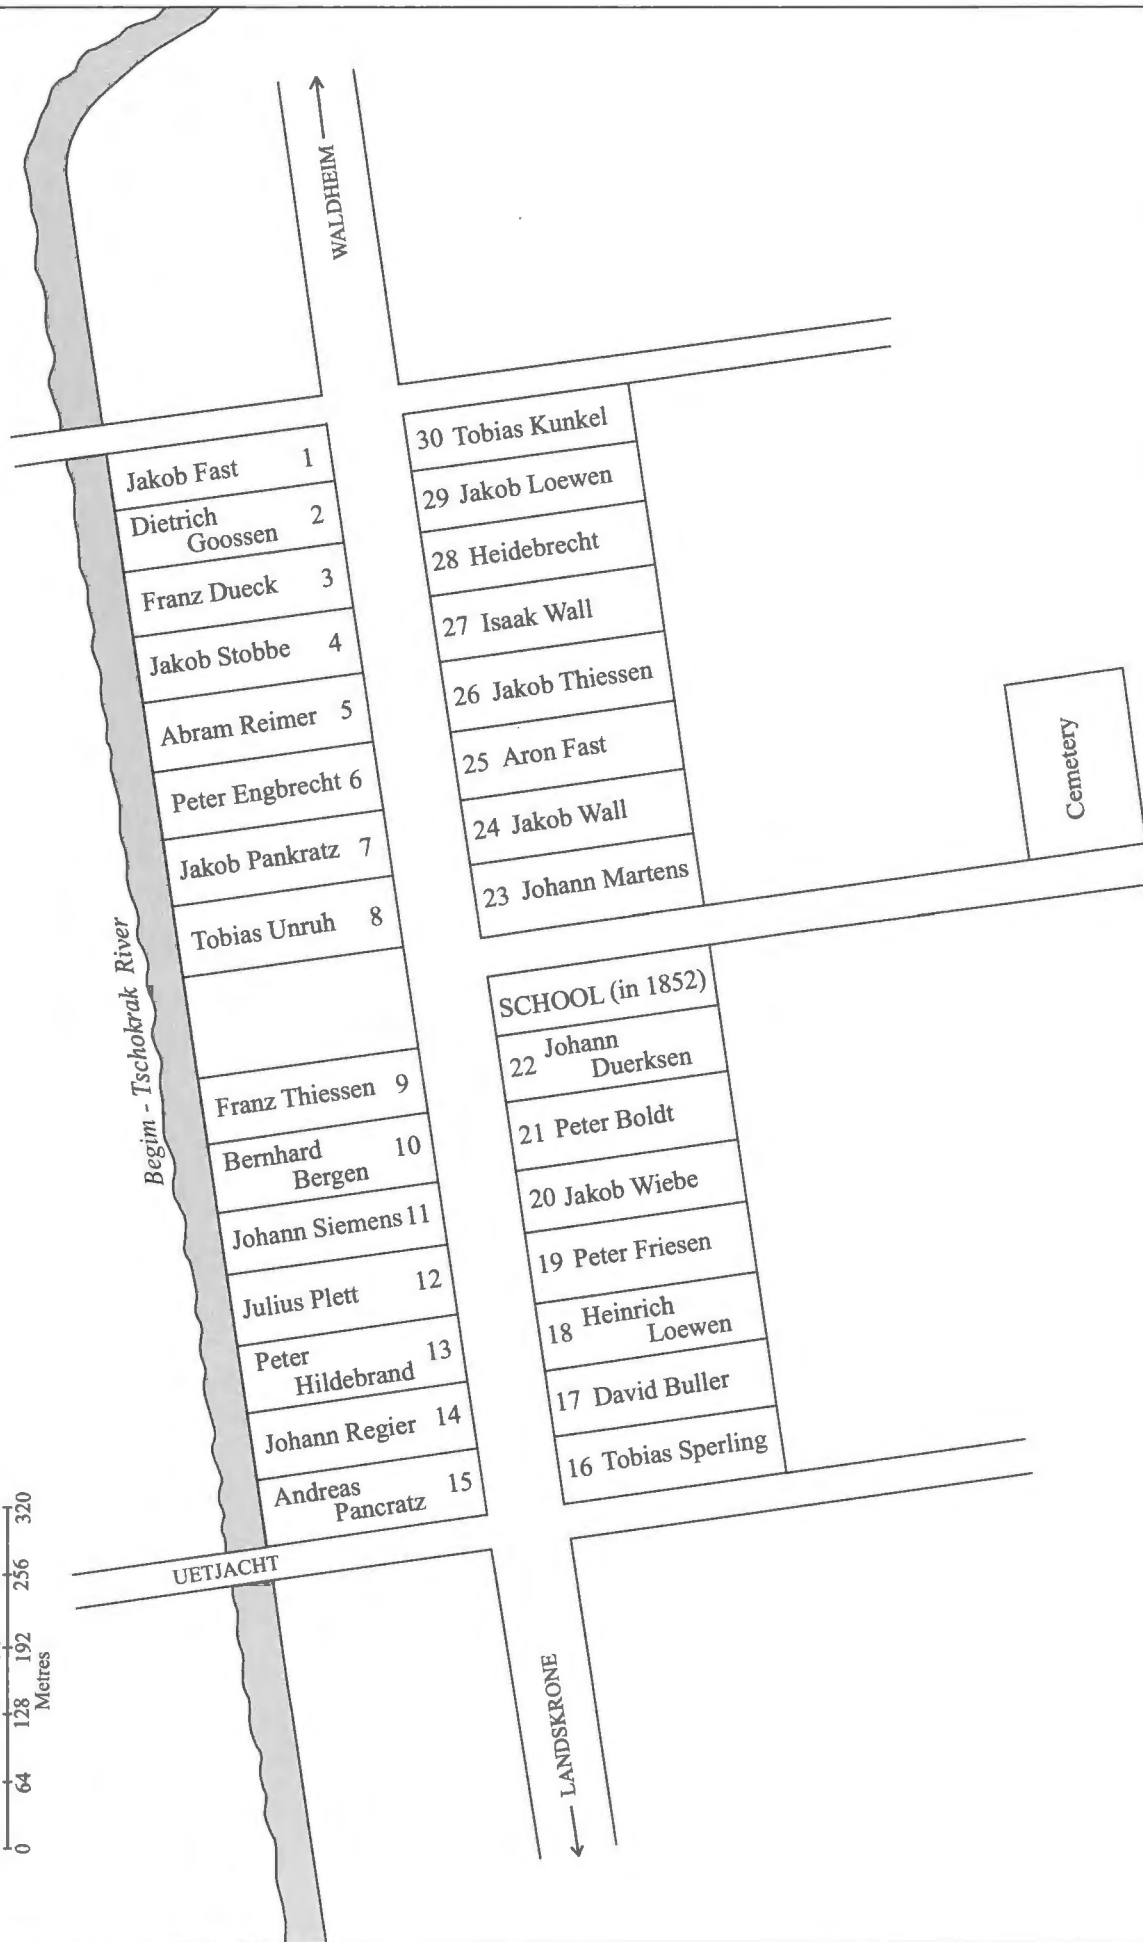 WALDHEIM
Jakob Fast 1
Dietrich
Goossen 2
Franz Dueck 3
Jakob Stobbe 4
Abram Reimer 5
Peter Engbrecht 6
Jakob Pankratz 7
Tobias Unruh 8
Franz Thiessen 9
Bernhard
Bergen 10
Johann Siemens 11
Julius Plett 12
Peter
Hildebrand 13
Johann Regier 14
Andreas
Pancratz 15
30 Tobias Kunkel
29 Jakob Loewen
28 Heidebrecht
27 Isaak Wall
26 Jakob Thiessen
25 Aron Fast
24 Jakob Wall
23 Johann Martens
SCHOOL (in 1852)
22 Johann
Duerksen
21 Peter Boldt
20 Jakob Wiebe
19 Peter Friesen
18 Heinrich
Loewen
17 David Buller
16 Tobias Sperling
Cemetery
Begim - Tschokrak River
UETJACHT
LANDSKRONE
0 64 128 192 256 320
Metres